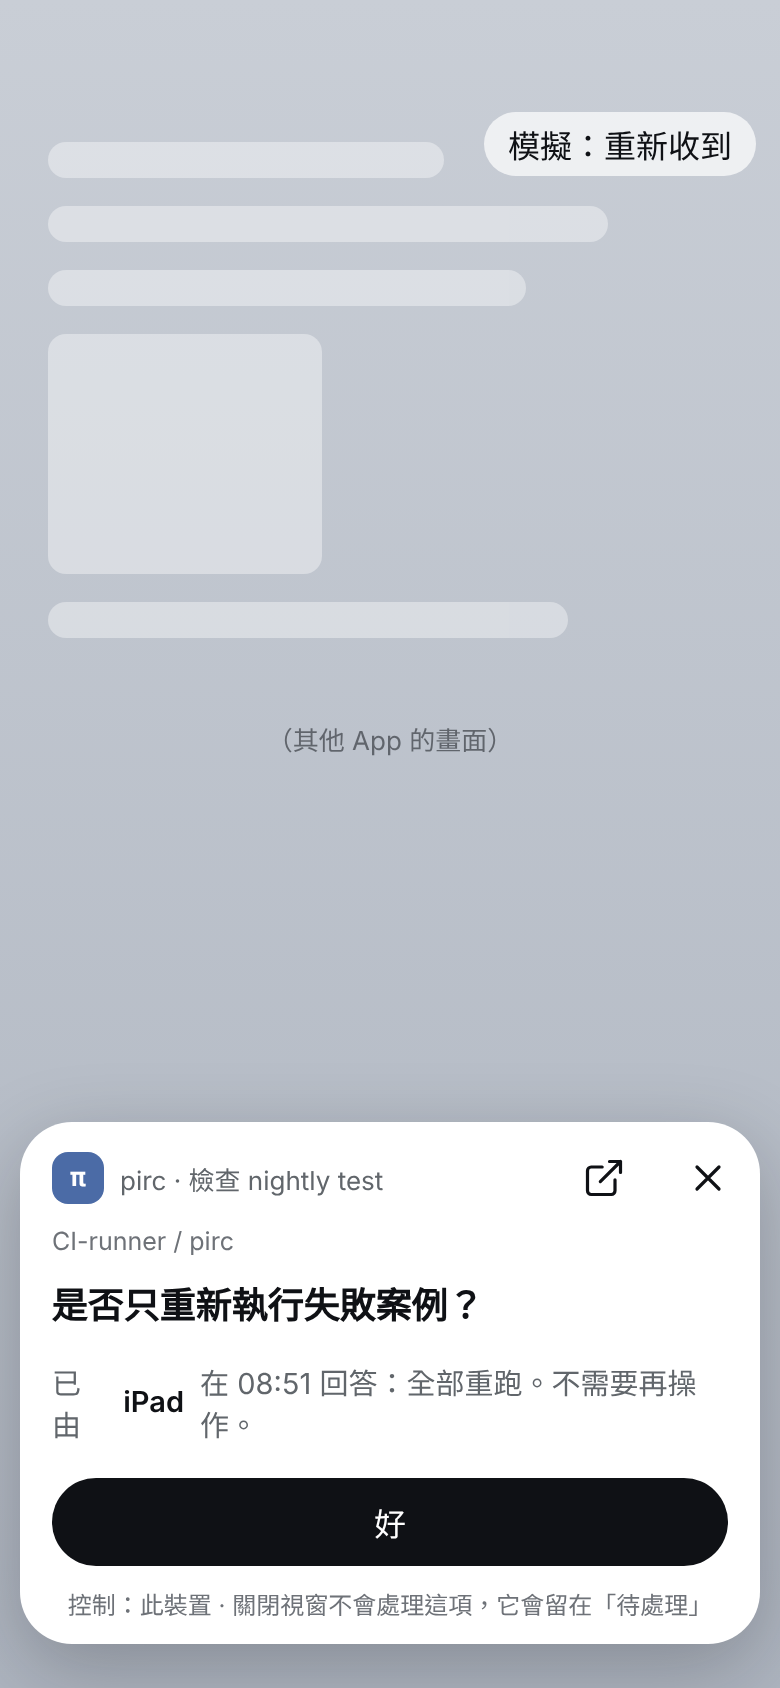 模擬：重新收到
（其他 App 的畫面）
π pirc · 檢查 nightly test
CI-runner / pirc
是否只重新執行失敗案例？
已由 iPad 在 08:51 回答：全部重跑。不需要再操作。
好
控制：此裝置 · 關閉視窗不會處理這項，它會留在「待處理」